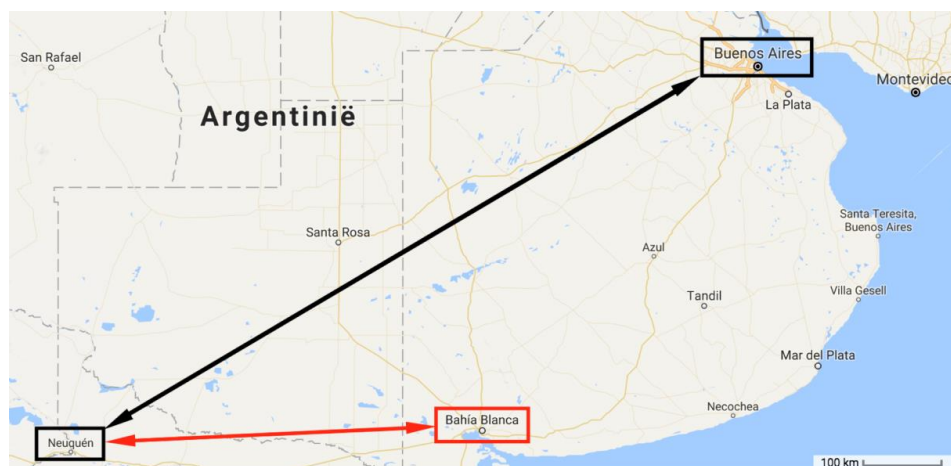 San Rafael
Buenos Aires
Montevideo
La Plata
Argentinië
Santa Teresita,
Buenos Aires
Santa Rosa
Azul
Villa Gesell
Tandil
Mar del Plata
Necochea
Bahía Blanca
Neuquén
100 km